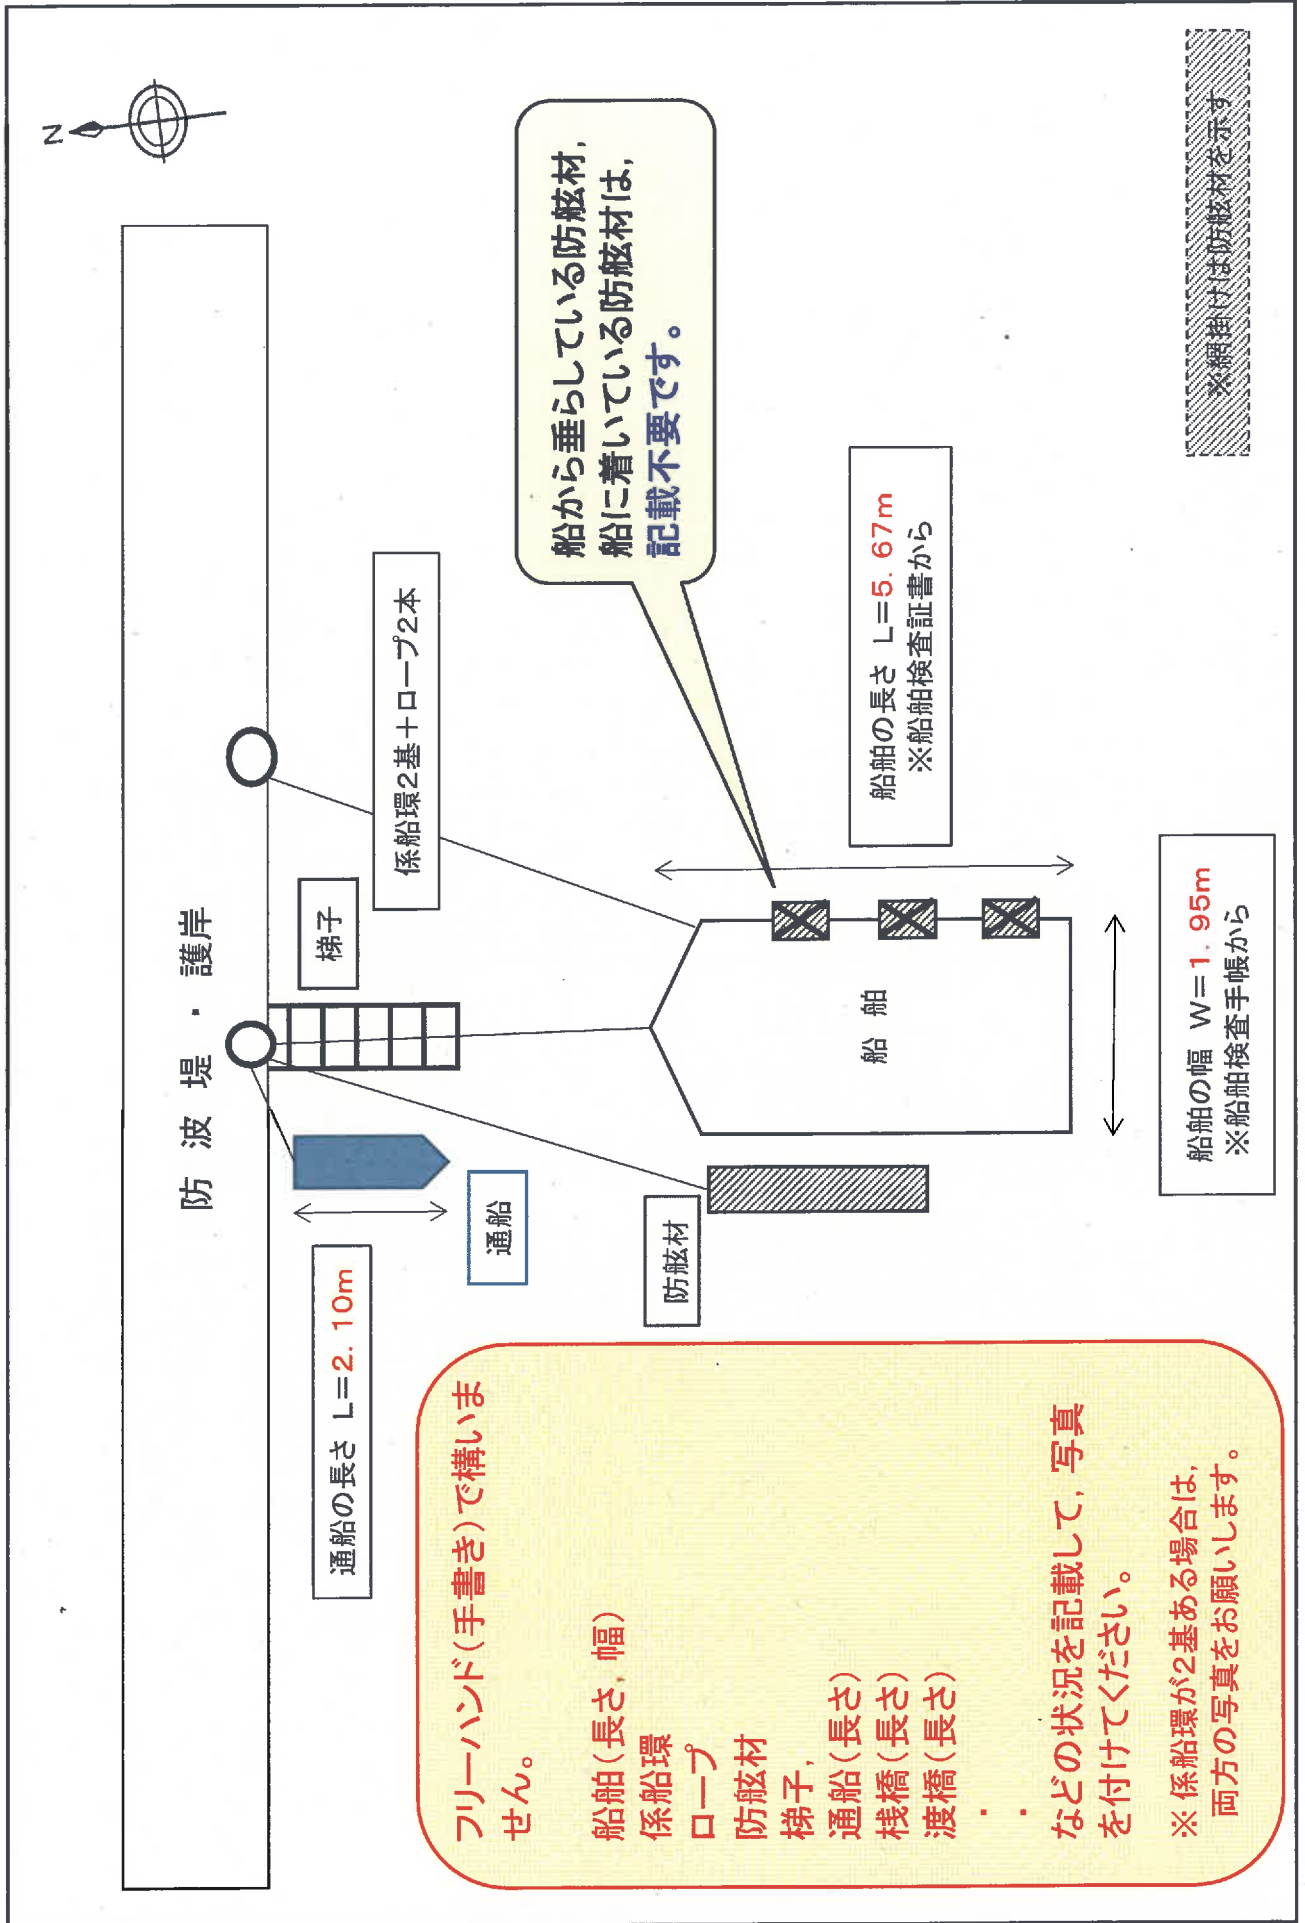 N
防波堤・護岸
梯子
係船環2基＋ロープ2本
通船の長さ L＝2．10m
通船
防舷材
船舶
船から垂らしている防舷材，
船に着いている防舷材は，
記載不要です。
船舶の長さ L＝5．67m
※船舶検査証書から
船舶の幅 W＝1．95m
※船舶検査手帳から
※網掛けは防舷材を示す
フリーハンド（手書き）で構いま
せん。
船舶（長さ，幅）
係船環
ロープ
防舷材
梯子，
通船（長さ）
桟橋（長さ）
渡橋（長さ）
・
・
などの状況を記載して，写真
を付けてください。
※ 係船環が2基ある場合は，
両方の写真をお願いします。